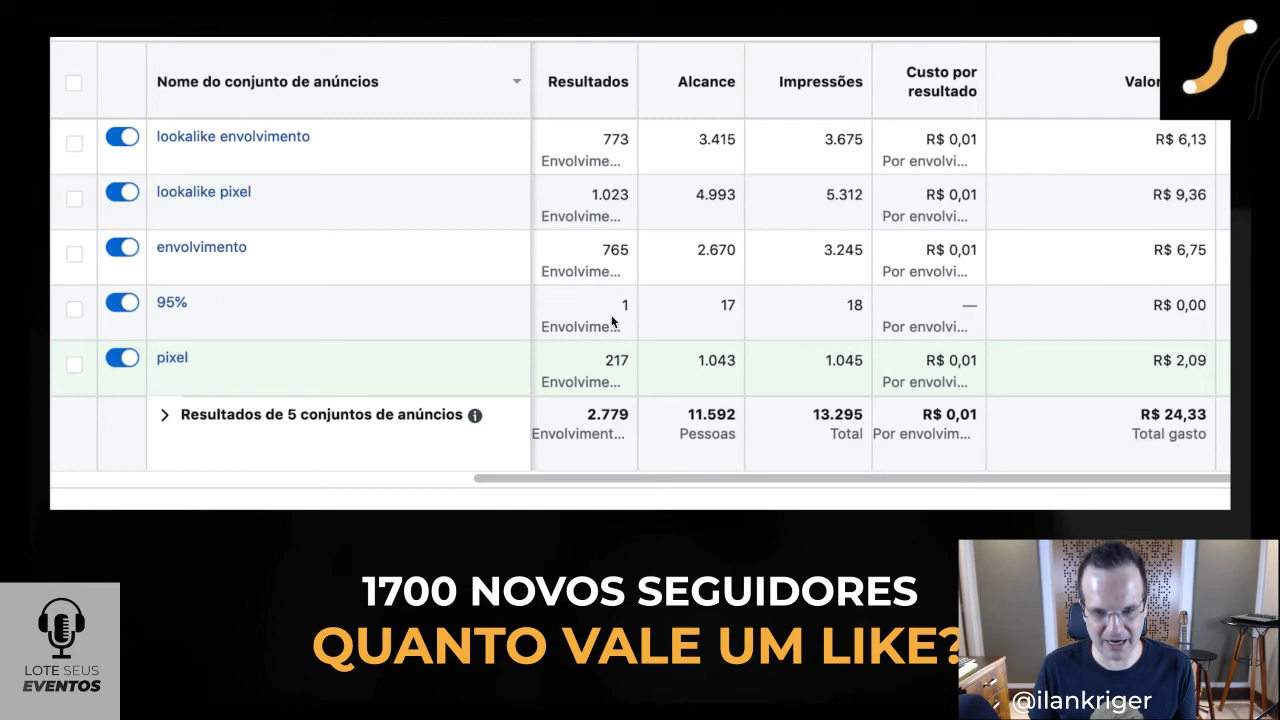 Nome do conjunto de anúncios Resultados Alcance Impressões Custo por resultado Valor
lookalike envolvimento 773 3.415 3.675 R$ 0,01 R$ 6,13
Envolvime... Por envolvi...
lookalike pixel 1.023 4.993 5.312 R$ 0,01 R$ 9,36
Envolvime... Por envolvi...
envolvimento 765 2.670 3.245 R$ 0,01 R$ 6,75
Envolvime... Por envolvi...
95% 1 17 18 — R$ 0,00
Envolvime... Por envolvi...
pixel 217 1.043 1.045 R$ 0,01 R$ 2,09
Envolvime... Por envolvi...
Resultados de 5 conjuntos de anúncios 2.779 11.592 13.295 R$ 0,01 R$ 24,33
Envolviment... Pessoas Total Por envolvim... Total gasto
1700 NOVOS SEGUIDORES
QUANTO VALE UM LIKE?
LOTE SEUS
EVENTOS
@ilankriger